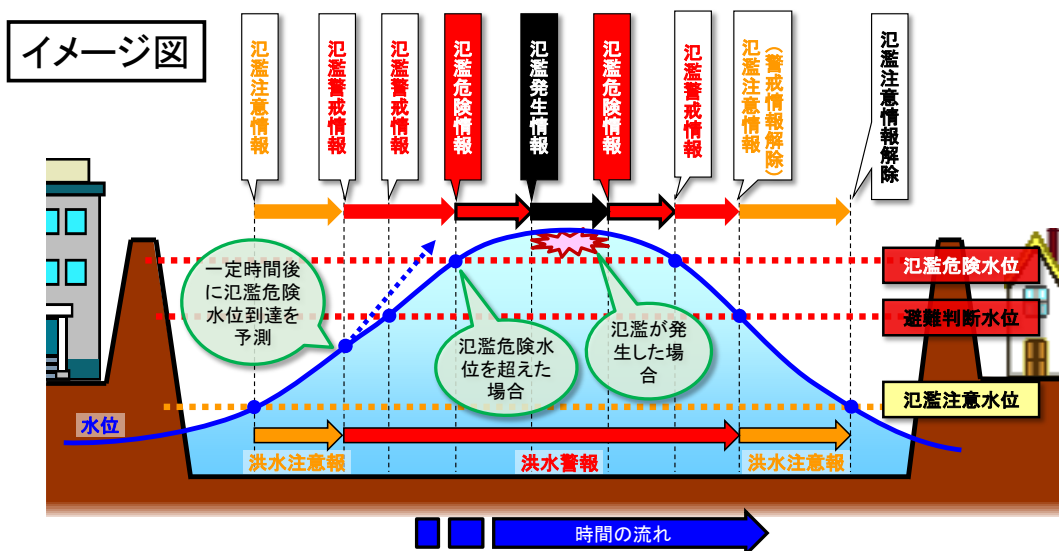 イメージ図
氾濫注意情報
氾濫警戒情報
氾濫警戒情報
氾濫危険情報
氾濫発生情報
氾濫危険情報
氾濫警戒情報
氾濫注意情報
(警戒情報解除)
氾濫注意情報解除
一定時間後
に氾濫危険
水位到達を
予測
氾濫危険水
位を超えた
場合
氾濫が発
生した場
合
氾濫危険水位
避難判断水位
氾濫注意水位
水位
洪水注意報
洪水警報
洪水注意報
時間の流れ